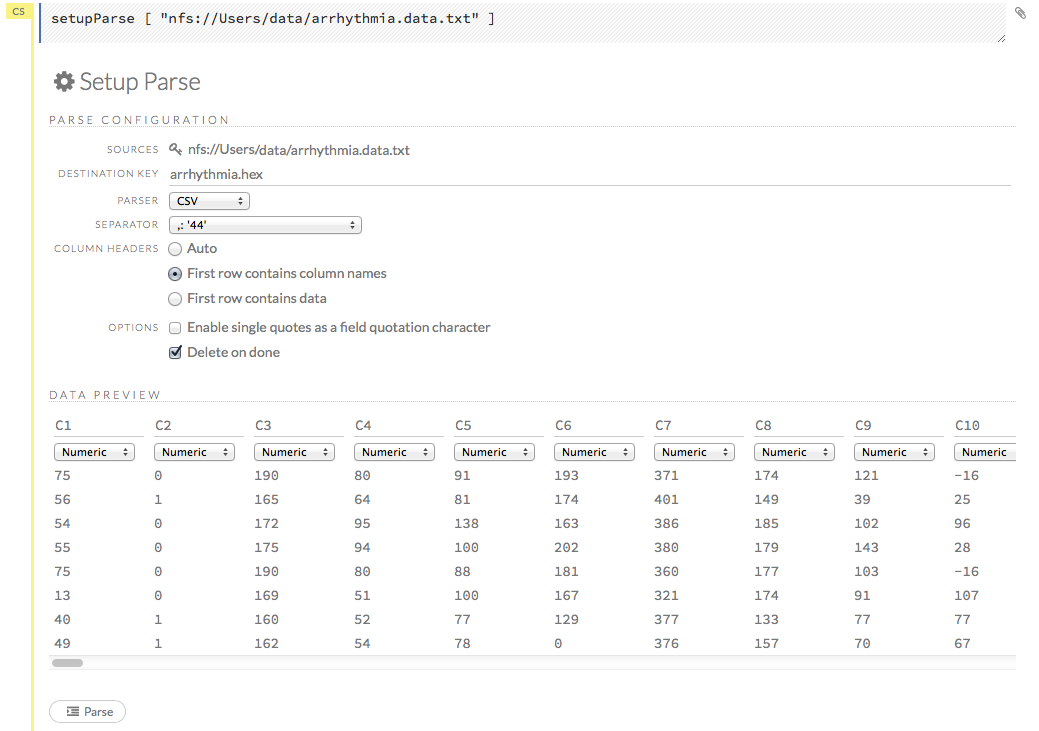 CS
setupParse [ "nfs://Users/data/arrhythmia.data.txt" ]
Setup Parse
PARSE CONFIGURATION
SOURCES nfs://Users/data/arrhythmia.data.txt
DESTINATION KEY arrhythmia.hex
PARSER CSV
SEPARATOR ,: '44'
COLUMN HEADERS Auto
First row contains column names
First row contains data
OPTIONS Enable single quotes as a field quotation character
Delete on done
DATA PREVIEW
C1 C2 C3 C4 C5 C6 C7 C8 C9 C10
Numeric Numeric Numeric Numeric Numeric Numeric Numeric Numeric Numeric Numeric
75 0 190 80 91 193 371 174 121 -16
56 1 165 64 81 174 401 149 39 25
54 0 172 95 138 163 386 185 102 96
55 0 175 94 100 202 380 179 143 28
75 0 190 80 88 181 360 177 103 -16
13 0 169 51 100 167 321 174 91 107
40 1 160 52 77 129 377 133 77 77
49 1 162 54 78 0 376 157 70 67
Parse